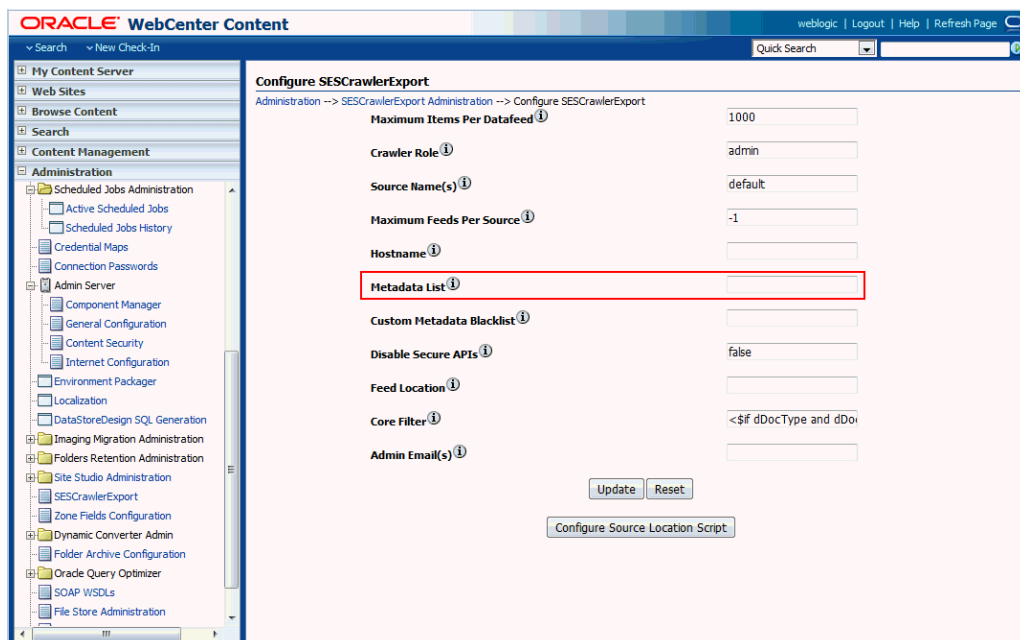 ORACLE WebCenter Content
weblogic | Logout | Help | Refresh Page
Search New Check-In
Quick Search
My Content Server
Web Sites
Browse Content
Search
Content Management
Administration
Scheduled Jobs Administration
Active Scheduled Jobs
Scheduled Jobs History
Credential Maps
Connection Passwords
Admin Server
Component Manager
General Configuration
Content Security
Internet Configuration
Environment Packager
Localization
DataStoreDesign SQL Generation
Imaging Migration Administration
Folders Retention Administration
Site Studio Administration
SESCrawlerExport
Zone Fields Configuration
Dynamic Converter Admin
Folder Archive Configuration
Oracle Query Optimizer
SOAP WSDLs
File Store Administration
Configure SESCrawlerExport
Administration --> SESCrawlerExport Administration --> Configure SESCrawlerExport
Maximum Items Per Datafeed 1000
Crawler Role admin
Source Name(s) default
Maximum Feeds Per Source -1
Hostname
Metadata List
Custom Metadata Blacklist
Disable Secure APIs false
Feed Location
Core Filter <$if dDocType and dDo
Admin Email(s)
Update Reset
Configure Source Location Script